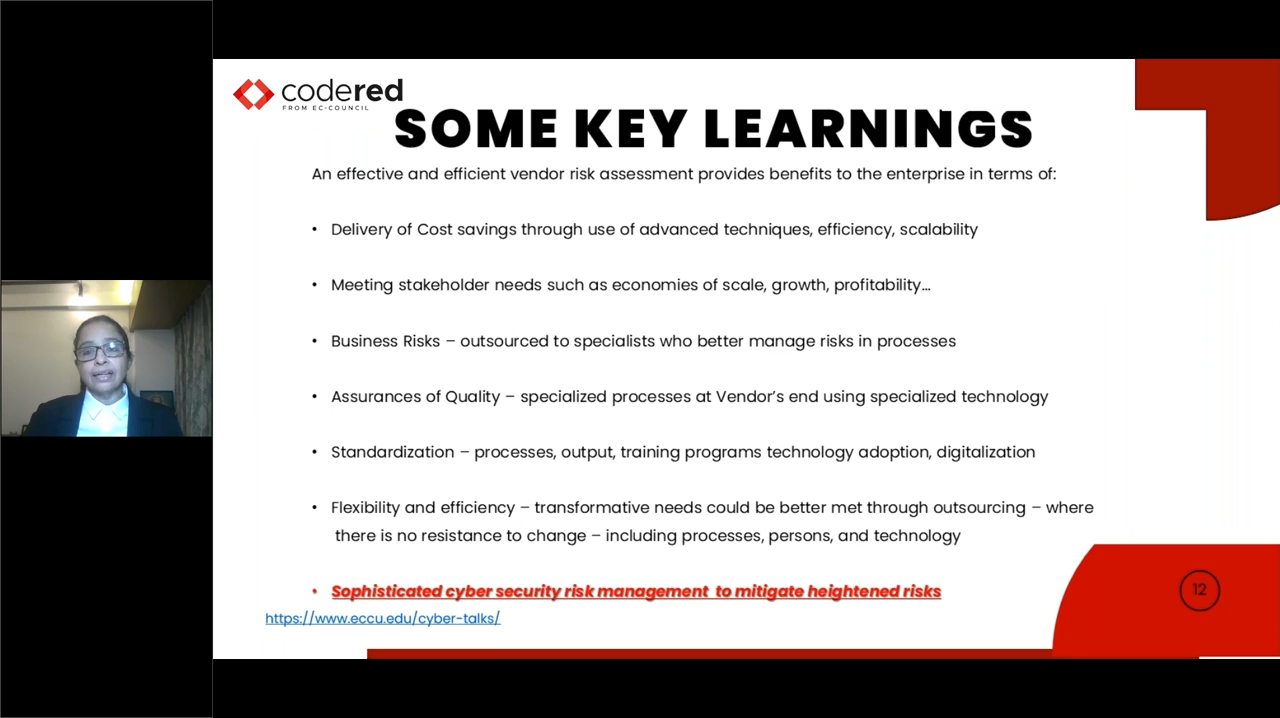 codered
FROM EC-COUNCIL
SOME KEY LEARNINGS
An effective and efficient vendor risk assessment provides benefits to the enterprise in terms of:
• Delivery of Cost savings through use of advanced techniques, efficiency, scalability
• Meeting stakeholder needs such as economies of scale, growth, profitability...
• Business Risks – outsourced to specialists who better manage risks in processes
• Assurances of Quality – specialized processes at Vendor’s end using specialized technology
• Standardization – processes, output, training programs technology adoption, digitalization
• Flexibility and efficiency – transformative needs could be better met through outsourcing – where
there is no resistance to change – including processes, persons, and technology
• Sophisticated cyber security risk management to mitigate heightened risks
12
https://www.eccu.edu/cyber-talks/